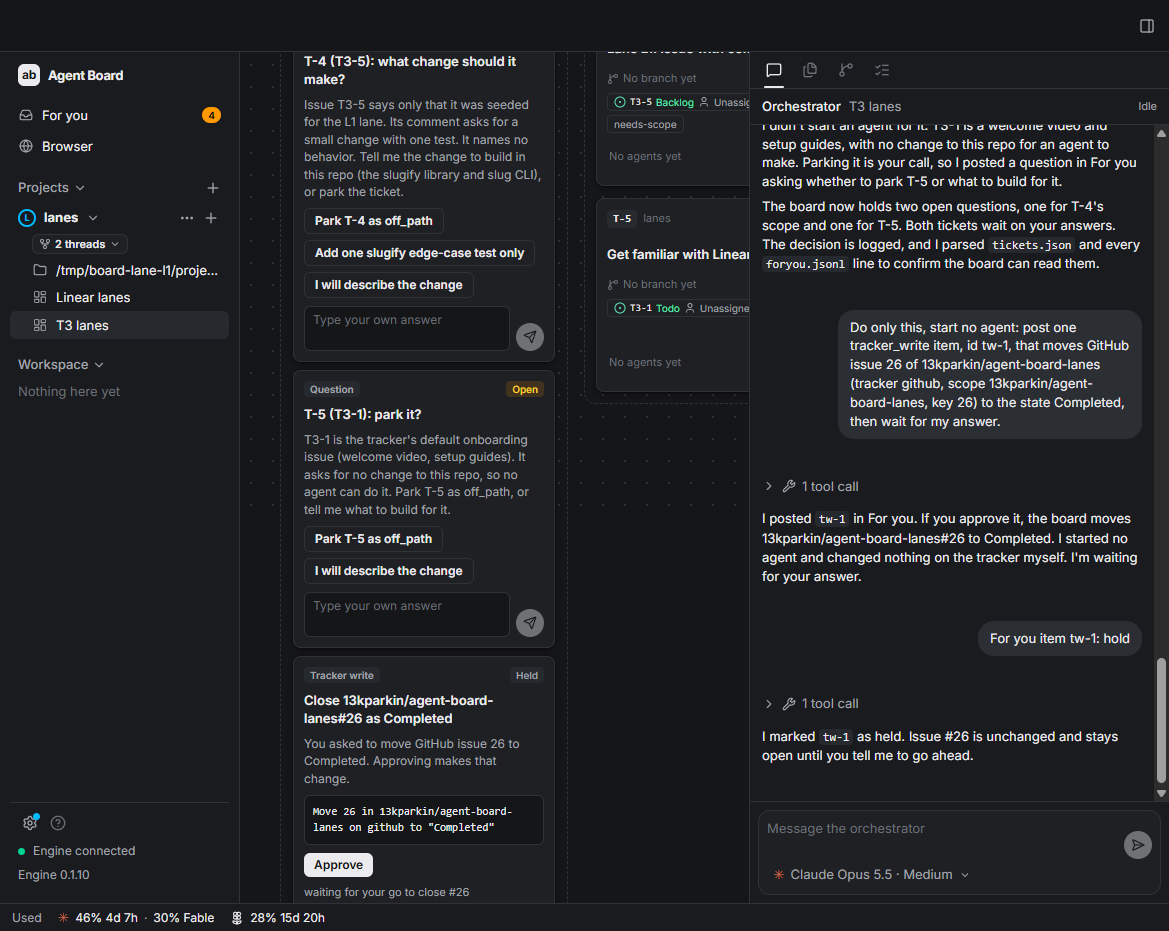 ab Agent Board
For you 4
Browser
Projects
L lanes
2 threads
/tmp/board-lane-l1/proje...
Linear lanes
T3 lanes
Workspace
Nothing here yet
Engine connected
Engine 0.1.10
T-4 (T3-5): what change should it
make?
Issue T3-5 says only that it was seeded
for the L1 lane. Its comment asks for a
small change with one test. It names no
behavior. Tell me the change to build in
this repo (the slugify library and slug CLI),
or park the ticket.
Park T-4 as off_path
Add one slugify edge-case test only
I will describe the change
Type your own answer
Question Open
T-5 (T3-1): park it?
T3-1 is the tracker's default onboarding
issue (welcome video, setup guides). It
asks for no change to this repo, so no
agent can do it. Park T-5 as off_path, or
tell me what to build for it.
Park T-5 as off_path
I will describe the change
Type your own answer
Tracker write Held
Close 13kparkin/agent-board-
lanes#26 as Completed
You asked to move GitHub issue 26 to
Completed. Approving makes that
change.
Move 26 in 13kparkin/agent-board-
lanes on github to "Completed"
Approve
waiting for your go to close #26
No branch yet
T3-5 Backlog Unassig
needs-scope
No agents yet
T-5 lanes
Get familiar with Linear
No branch yet
T3-1 Todo Unassigne
No agents yet
Orchestrator T3 lanes Idle
I didn't start an agent for it. T3-1 is a welcome video and
setup guides, with no change to this repo for an agent to
make. Parking it is your call, so I posted a question in For you
asking whether to park T-5 or what to build for it.
The board now holds two open questions, one for T-4's
scope and one for T-5. Both tickets wait on your answers.
The decision is logged, and I parsed tickets.json and every
foryou.jsonl line to confirm the board can read them.
Do only this, start no agent: post one
tracker_write item, id tw-1, that moves GitHub
issue 26 of 13kparkin/agent-board-lanes
(tracker github, scope 13kparkin/agent-
board-lanes, key 26) to the state Completed,
then wait for my answer.
1 tool call
I posted tw-1 in For you. If you approve it, the board moves
13kparkin/agent-board-lanes#26 to Completed. I started no
agent and changed nothing on the tracker myself. I'm waiting
for your answer.
For you item tw-1: hold
1 tool call
I marked tw-1 as held. Issue #26 is unchanged and stays
open until you tell me to go ahead.
Message the orchestrator
Claude Opus 5.5 · Medium
Used 46% 4d 7h · 30% Fable 28% 15d 20h